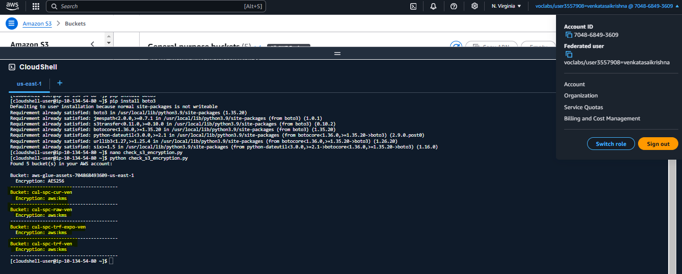 aws
Search
[Alt+S]
N. Virginia
voclabs/user3557908=venkatasaikrishna @ 7048-6849-3609
Amazon S3
Buckets
Amazon S3
General purpose buckets (5)
Account ID
7048-6849-3609
Federated user
voclabs/user3557908=venkatasaikrishna
Account
Organization
Service Quotas
Billing and Cost Management
Switch role
Sign out
CloudShell
us-east-1
+
[cloudshell-user@ip-10-134-54-80 ~]$ pip install boto3
Defaulting to user installation because normal site-packages is not writeable
Requirement already satisfied: boto3 in /usr/local/lib/python3.9/site-packages (1.35.20)
Requirement already satisfied: jmespath<2.0.0,>=0.7.1 in /usr/local/lib/python3.9/site-packages (from boto3) (1.0.1)
Requirement already satisfied: s3transfer<0.11.0,>=0.10.0 in /usr/local/lib/python3.9/site-packages (from boto3) (0.10.2)
Requirement already satisfied: botocore<1.36.0,>=1.35.20 in /usr/local/lib/python3.9/site-packages (from boto3) (1.35.20)
Requirement already satisfied: python-dateutil<3.0.0,>=2.1 in /usr/local/lib/python3.9/site-packages (from botocore<1.36.0,>=1.35.20->boto3) (2.9.0.post0)
Requirement already satisfied: urllib3<1.27,>=1.25.4 in /usr/local/lib/python3.9/site-packages (from botocore<1.36.0,>=1.35.20->boto3) (1.26.20)
Requirement already satisfied: six>=1.5 in /usr/local/lib/python3.9/site-packages (from python-dateutil<3.0.0,>=2.1->botocore<1.36.0,>=1.35.20->boto3) (1.16.0)
[cloudshell-user@ip-10-134-54-80 ~]$ nano check_s3_encryption.py
[cloudshell-user@ip-10-134-54-80 ~]$ python check_s3_encryption.py
Found 5 bucket(s) in your AWS account:
Bucket: aws-glue-assets-704868493609-us-east-1
Encryption: AES256
----------------------------------------
Bucket: cal-spc-cur-ven
Encryption: aws:kms
----------------------------------------
Bucket: cal-spc-raw-ven
Encryption: aws:kms
----------------------------------------
Bucket: cal-spc-trf-expo-ven
Encryption: aws:kms
----------------------------------------
Bucket: cal-spc-trf-ven
Encryption: aws:kms
----------------------------------------
[cloudshell-user@ip-10-134-54-80 ~]$